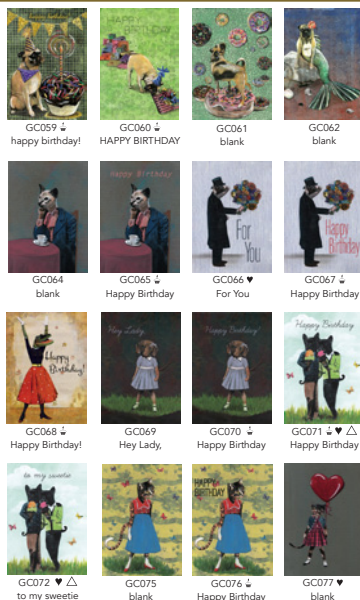 GC059
happy birthday!
HAPPY BIRTHDAY
GC060
HAPPY BIRTHDAY
GC061
blank
GC062
blank
GC064
blank
Happy Birthday
GC065
Happy Birthday
For
You
GC066 ♥
For You
Happy
Birthday
GC067
Happy Birthday
Happy
Birthday!
GC068
Happy Birthday!
Hey Lady,
GC069
Hey Lady,
Happy Birthday!
GC070
Happy Birthday
Happy Birthday
GC071 ♥ △
Happy Birthday
to my sweetie
GC072 ♥ △
to my sweetie
GC075
blank
HAPPY
BIRTHDAY
GC076
Happy Birthday
GC077 ♥
blank